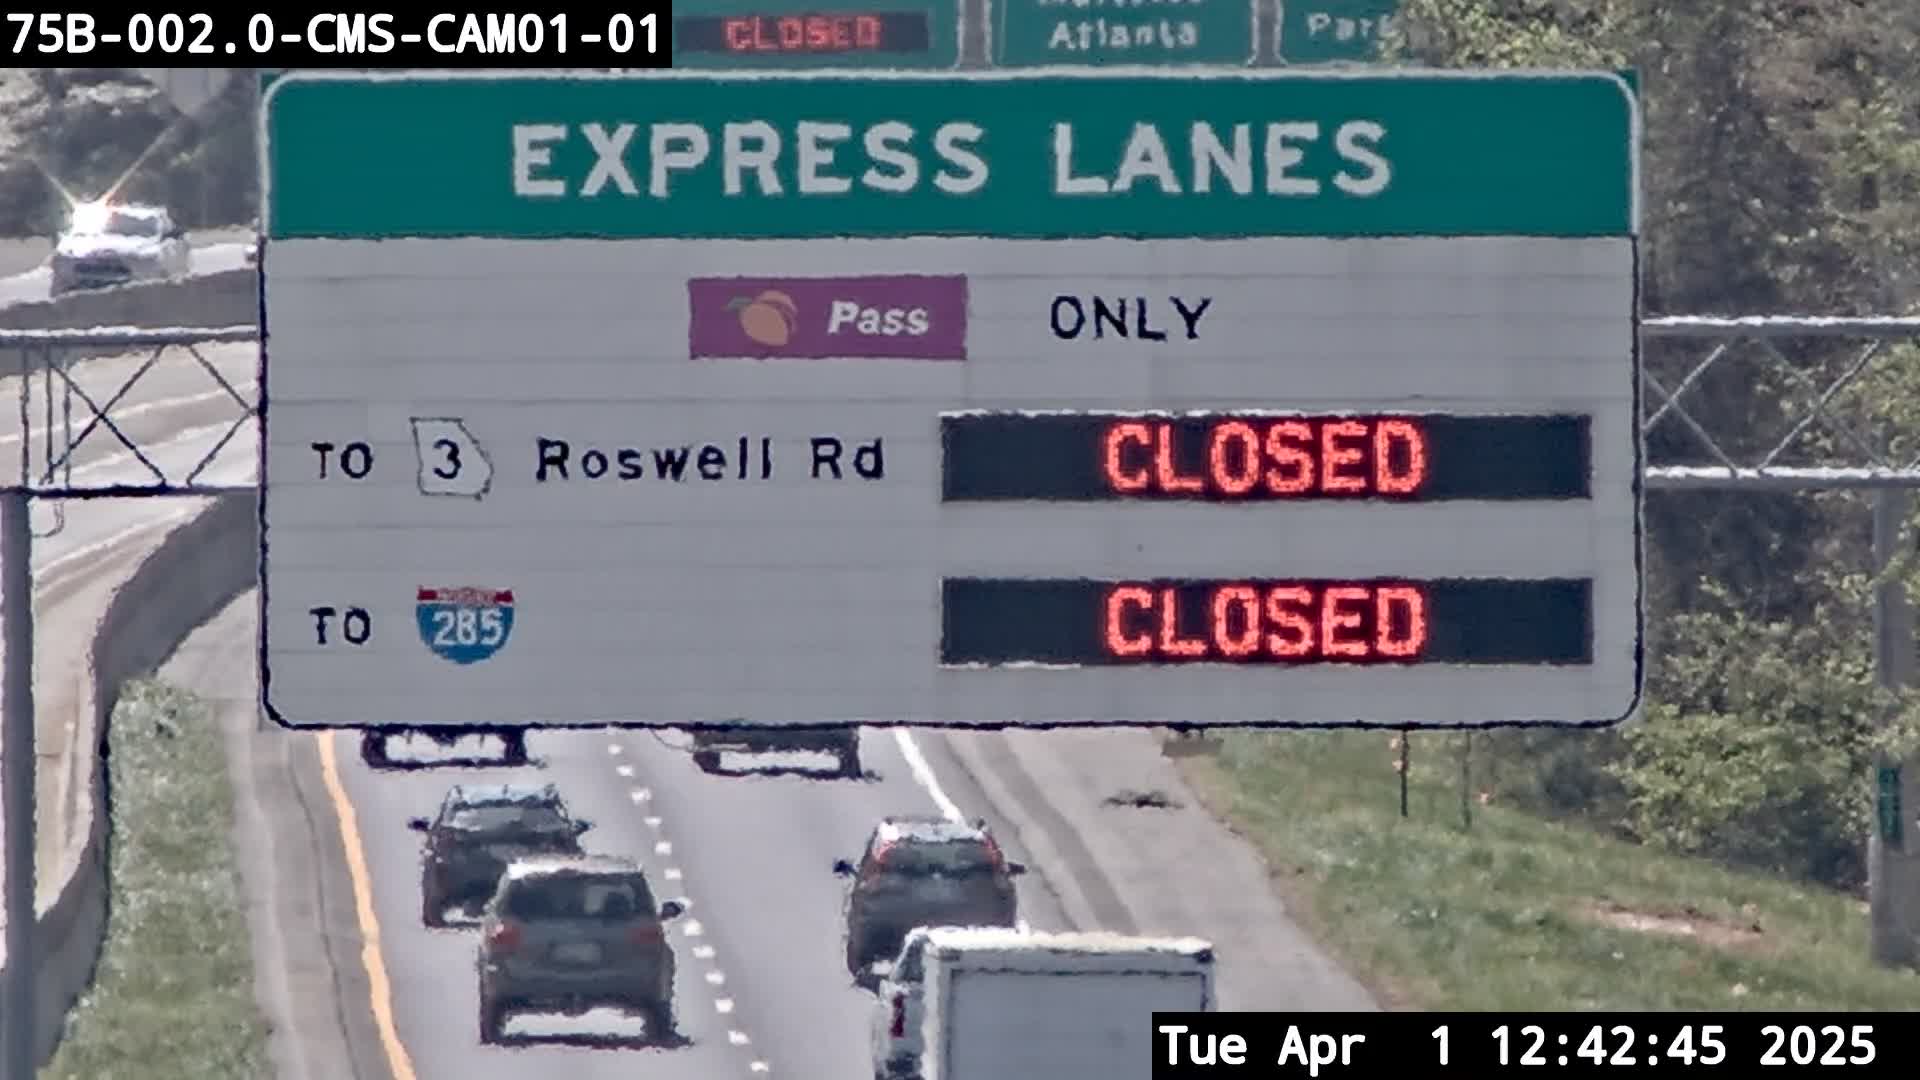 75B-002.0-CMS-CAM01-01
CLOSED
Atlanta
EXPRESS LANES
Pass ONLY
TO 3 Roswell Rd CLOSED
TO 285 CLOSED
Tue Apr 1 12:42:45 2025